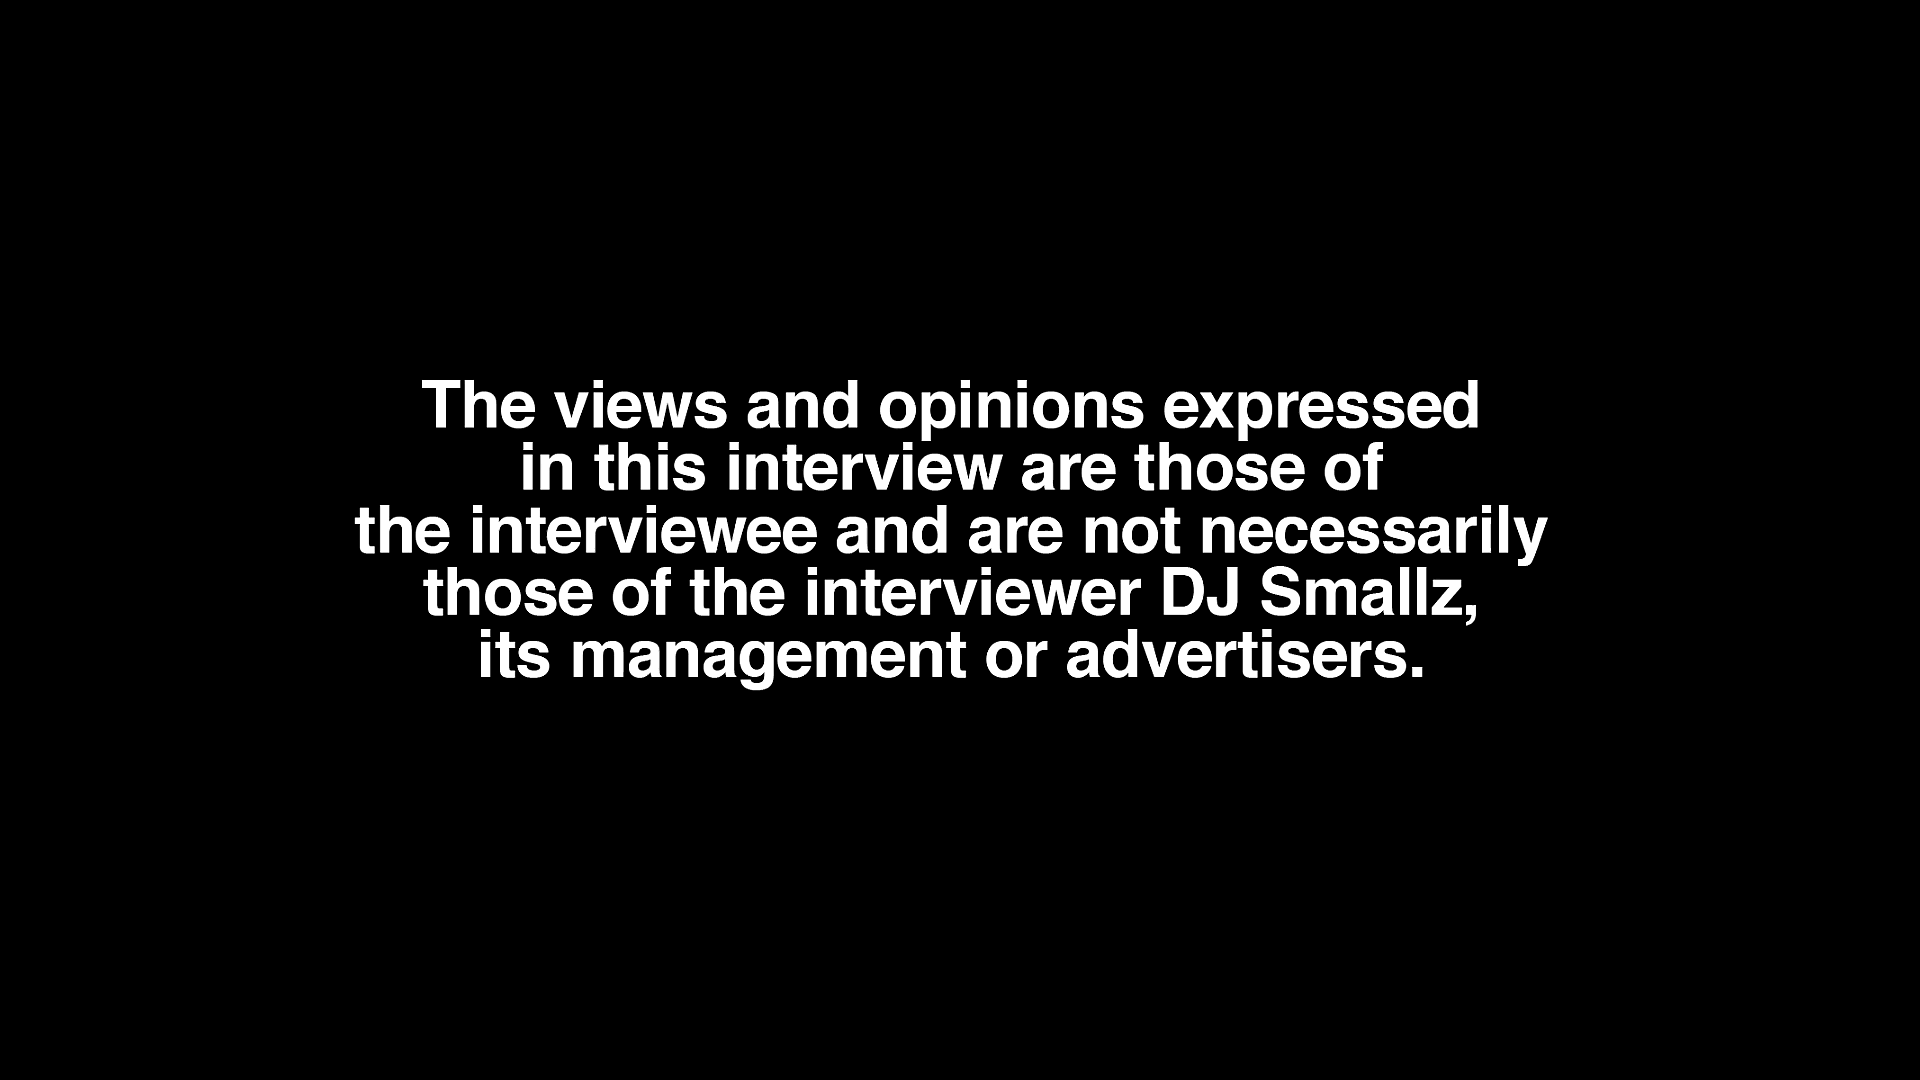 The views and opinions expressed
in this interview are those of
the interviewee and are not necessarily
those of the interviewer DJ Smallz,
its management or advertisers.